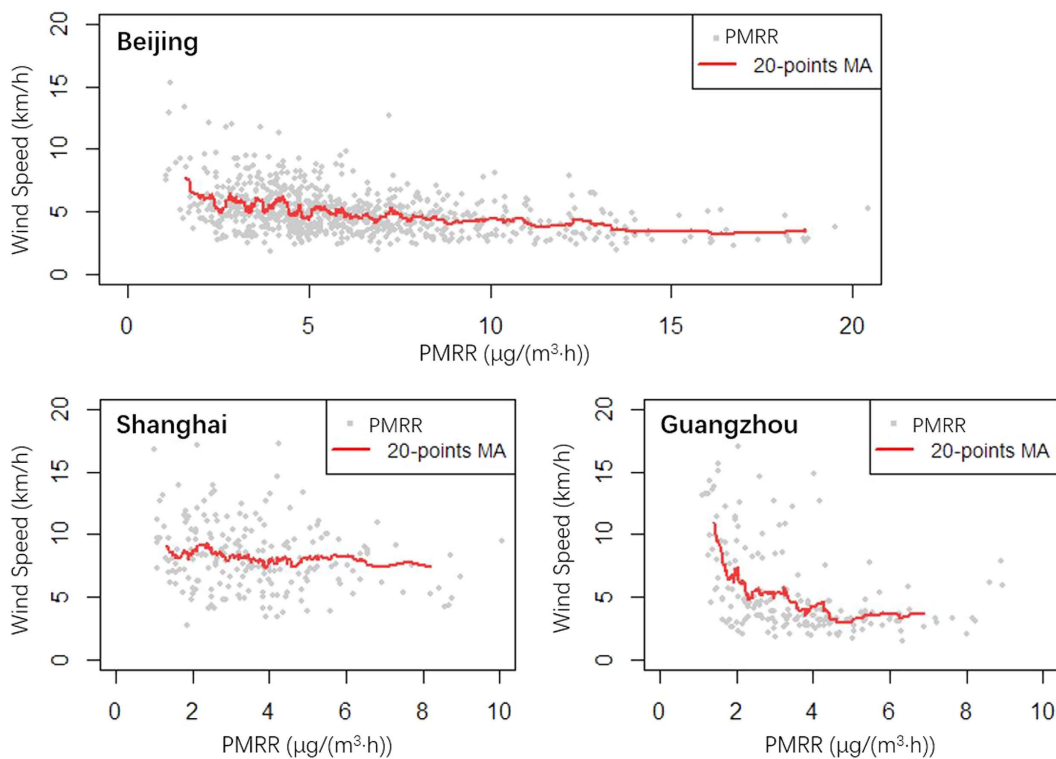 Beijing
PMRR
20-points MA
Wind Speed (km/h)
20
15
10
5
0
0 5 10 15 20
PMRR (μg/(m³·h))
Shanghai
PMRR
20-points MA
Wind Speed (km/h)
20
15
10
5
0
0 2 4 6 8 10
PMRR (μg/(m³·h))
Guangzhou
PMRR
20-points MA
Wind Speed (km/h)
20
15
10
5
0
0 2 4 6 8 10
PMRR (μg/(m³·h))